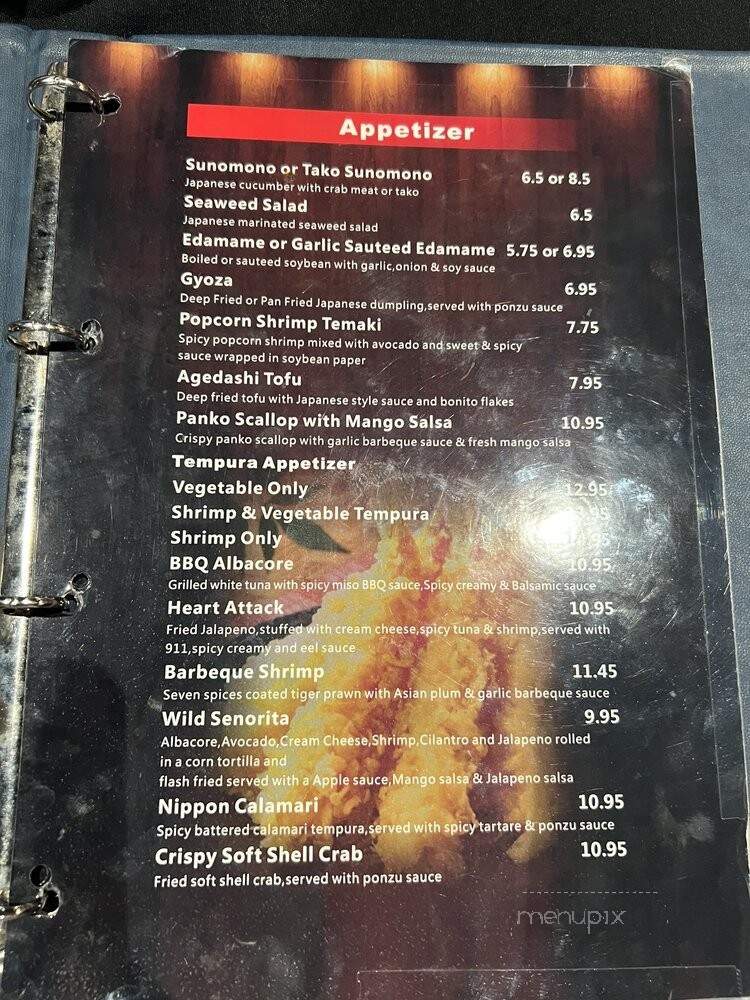 Appetizer
Sunomono or Tako Sunomono 6.5 or 8.5
Japanese cucumber with crab meat or tako
Seaweed Salad 6.5
Japanese marinated seaweed salad
Edamame or Garlic Sauteed Edamame 5.75 or 6.95
Boiled or sauteed soybean with garlic,onion & soy sauce
Gyoza 6.95
Deep Fried or Pan Fried Japanese dumpling,served with ponzu sauce
Popcorn Shrimp Temaki 7.75
Spicy popcorn shrimp mixed with avocado and sweet & spicy
sauce wrapped in soybean paper
Agedashi Tofu 7.95
Deep fried tofu with Japanese style sauce and bonito flakes
Panko Scallop with Mango Salsa 10.95
Crispy panko scallop with garlic barbeque sauce & fresh mango salsa
Tempura Appetizer
Vegetable Only 12.95
Shrimp & Vegetable Tempura
Shrimp Only
BBQ Albacore 10.95
Grilled white tuna with spicy miso BBQ sauce,Spicy creamy & Balsamic sauce
Heart Attack 10.95
Fried Jalapeno,stuffed with cream cheese,spicy tuna & shrimp,served with
911,spicy creamy and eel sauce
Barbeque Shrimp 11.45
Seven spices coated tiger prawn with Asian plum & garlic barbeque sauce
Wild Senorita 9.95
Albacore,Avocado,Cream Cheese,Shrimp,Cilantro and Jalapeno rolled
in a corn tortilla and
flash fried served with a Apple sauce,Mango salsa & Jalapeno salsa
Nippon Calamari 10.95
Spicy battered calamari tempura,served with spicy tartare & ponzu sauce
Crispy Soft Shell Crab 10.95
Fried soft shell crab,served with ponzu sauce
menupix